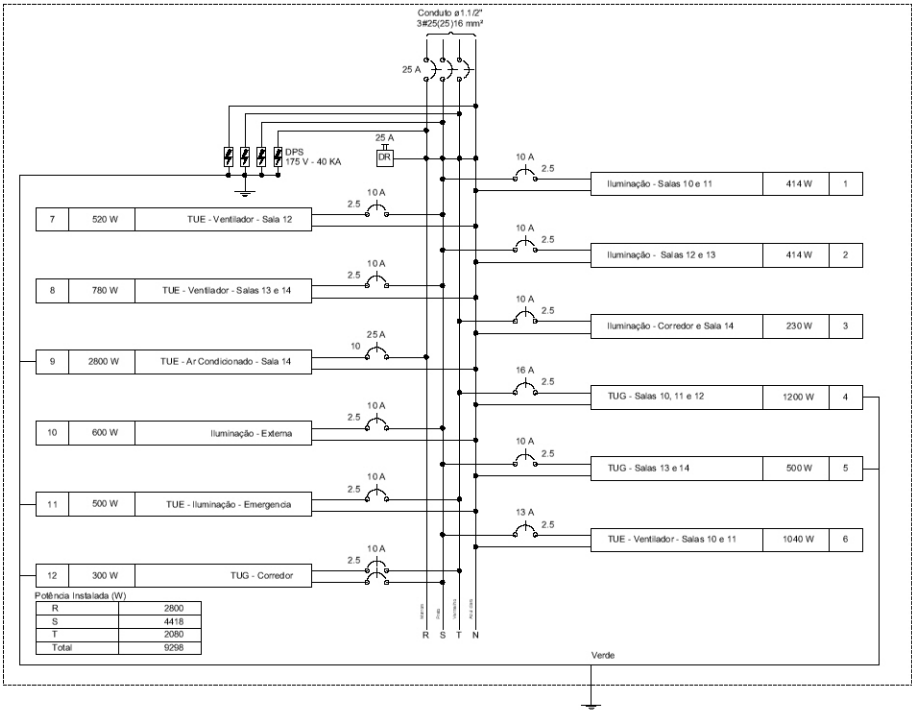 Conduto ø1.1/2"
3#25(25)16 mm²
25 A
DPS
175 V - 40 KA
25 A
DR
10 A
2.5
Iluminação - Salas 10 e 11 414 W 1
10 A
2.5
7 520 W TUE - Ventilador - Sala 12
10 A
2.5
Iluminação - Salas 12 e 13 414 W 2
10 A
2.5
8 780 W TUE - Ventilador - Salas 13 e 14
10 A
2.5
Iluminação - Corredor e Sala 14 230 W 3
25 A
10
9 2800 W TUE - Ar Condicionado - Sala 14
16 A
2.5
TUG - Salas 10, 11 e 12 1200 W 4
10 A
2.5
10 600 W Iluminação - Externa
10 A
2.5
TUG - Salas 13 e 14 500 W 5
10 A
2.5
11 500 W TUE - Iluminação - Emergencia
13 A
2.5
TUE - Ventilador - Salas 10 e 11 1040 W 6
10 A
2.5
12 300 W TUG - Corredor
Potência Instalada (W)
R 2800
S 4418
T 2080
Total 9298
R S T N
Verde